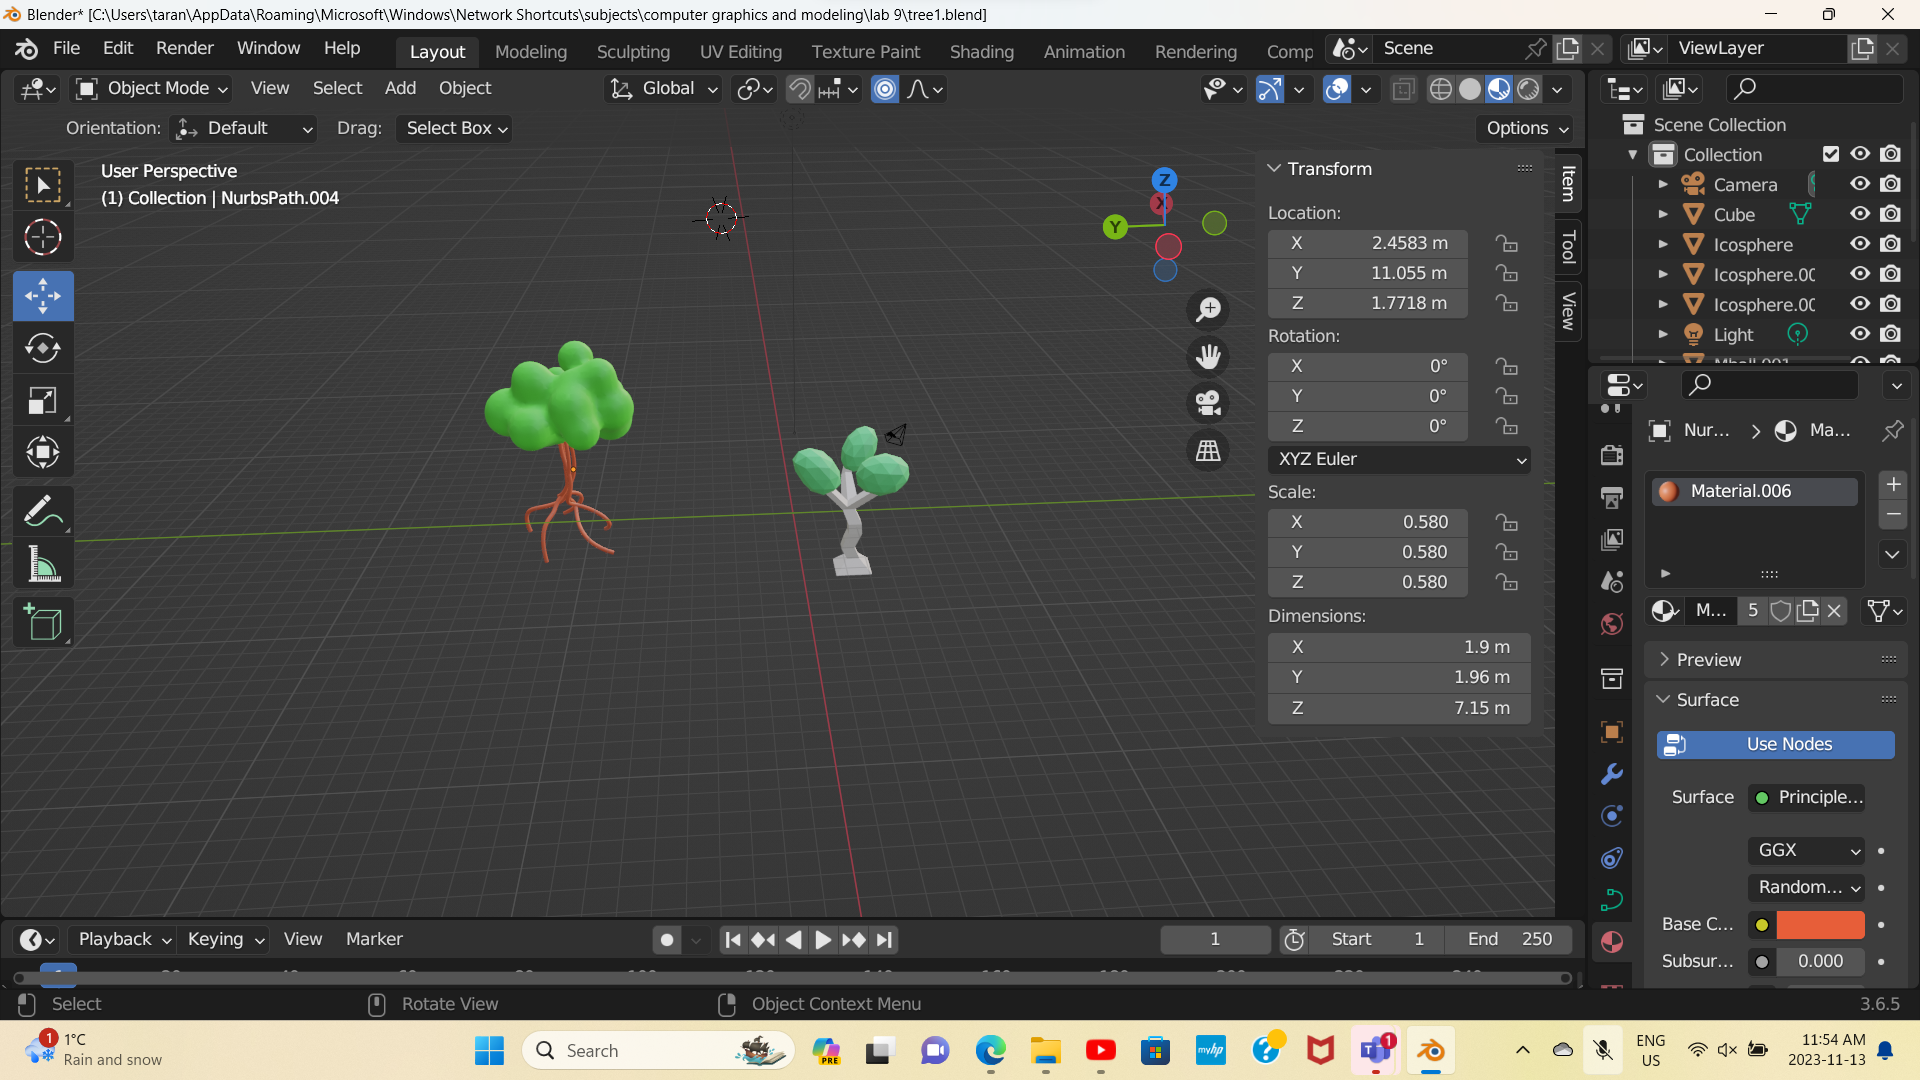 Blender* [C:\Users\taran\AppData\Roaming\Microsoft\Windows\Network Shortcuts\subjects\computer graphics and modeling\lab 9\tree1.blend]
File Edit Render Window Help Layout Modeling Sculpting UV Editing Texture Paint Shading Animation Rendering Comp Scene ViewLayer
Object Mode View Select Add Object Global
Orientation: Default Drag: Select Box Options
User Perspective
(1) Collection | NurbsPath.004
Z
X
Y
Transform
Location:
X 2.4583 m
Y 11.055 m
Z 1.7718 m
Rotation:
X 0°
Y 0°
Z 0°
XYZ Euler
Scale:
X 0.580
Y 0.580
Z 0.580
Dimensions:
X 1.9 m
Y 1.96 m
Z 7.15 m
Item
Tool
View
Scene Collection
Collection
Camera
Cube
Icosphere
Icosphere.00
Icosphere.00
Light
Nur... Ma...
Material.006
M... 5
Preview
Surface
Use Nodes
Surface Principle...
GGX
Random...
Base C...
Subsur... 0.000
Playback Keying View Marker 1 Start 1 End 250
Select Rotate View Object Context Menu 3.6.5
1
1°C
Rain and snow
Search
PRE
myhp
1
ENG
US
11:54 AM
2023-11-13